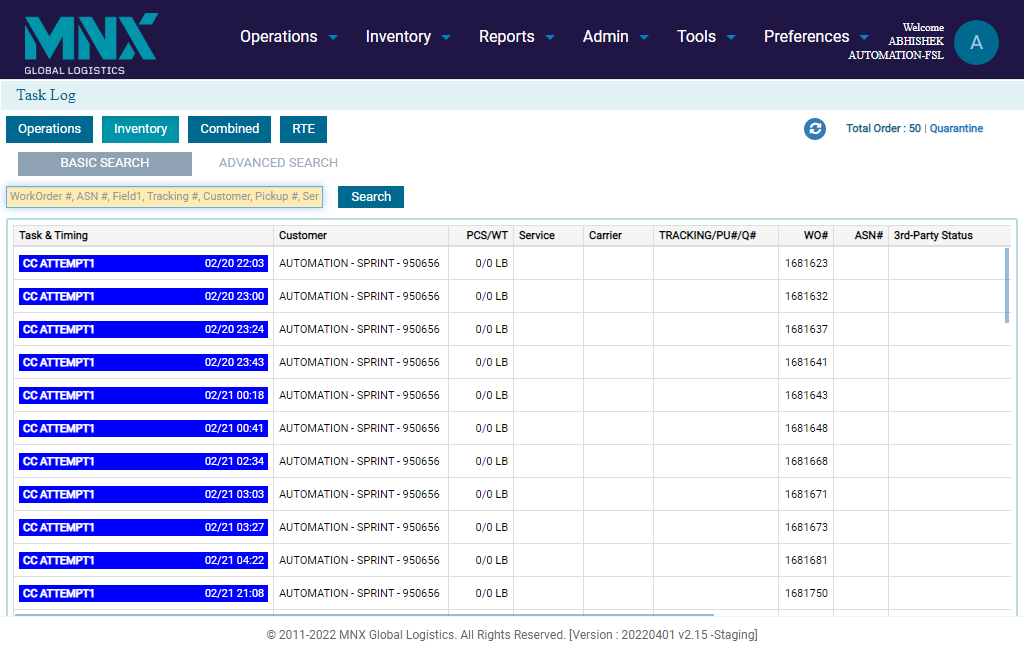 MNX
GLOBAL LOGISTICS
Operations Inventory Reports Admin Tools Preferences
Welcome
ABHISHEK
AUTOMATION-FSL
A
Task Log
Operations Inventory Combined RTE
Total Order : 50 | Quarantine
BASIC SEARCH ADVANCED SEARCH
WorkOrder #, ASN #, Field1, Tracking #, Customer, Pickup #, Ser Search
Task & Timing Customer PCS/WT Service Carrier TRACKING/PU#/Q# WO# ASN# 3rd-Party Status
CC ATTEMPT1 02/20 22:03 AUTOMATION - SPRINT - 950656 0/0 LB 1681623
CC ATTEMPT1 02/20 23:00 AUTOMATION - SPRINT - 950656 0/0 LB 1681632
CC ATTEMPT1 02/20 23:24 AUTOMATION - SPRINT - 950656 0/0 LB 1681637
CC ATTEMPT1 02/20 23:43 AUTOMATION - SPRINT - 950656 0/0 LB 1681641
CC ATTEMPT1 02/21 00:18 AUTOMATION - SPRINT - 950656 0/0 LB 1681643
CC ATTEMPT1 02/21 00:41 AUTOMATION - SPRINT - 950656 0/0 LB 1681648
CC ATTEMPT1 02/21 02:34 AUTOMATION - SPRINT - 950656 0/0 LB 1681668
CC ATTEMPT1 02/21 03:03 AUTOMATION - SPRINT - 950656 0/0 LB 1681671
CC ATTEMPT1 02/21 03:27 AUTOMATION - SPRINT - 950656 0/0 LB 1681673
CC ATTEMPT1 02/21 04:22 AUTOMATION - SPRINT - 950656 0/0 LB 1681681
CC ATTEMPT1 02/21 21:08 AUTOMATION - SPRINT - 950656 0/0 LB 1681750
© 2011-2022 MNX Global Logistics. All Rights Reserved. [Version : 20220401 v2.15 -Staging]